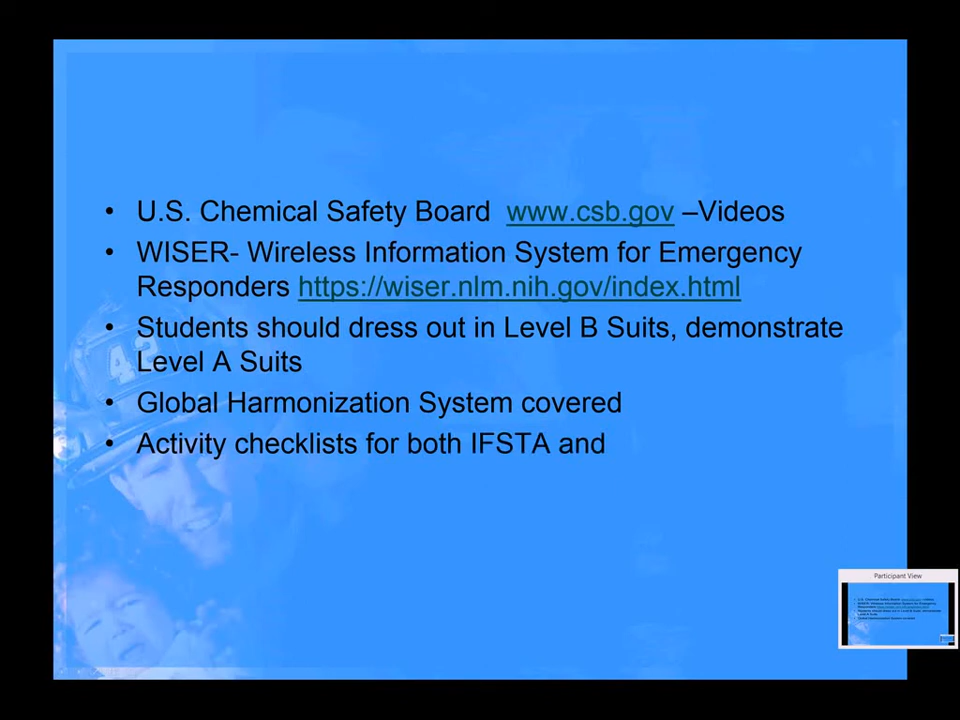 • U.S. Chemical Safety Board www.csb.gov –Videos
• WISER- Wireless Information System for Emergency
Responders https://wiser.nlm.nih.gov/index.html
• Students should dress out in Level B Suits, demonstrate
Level A Suits
• Global Harmonization System covered
• Activity checklists for both IFSTA and
Participant View